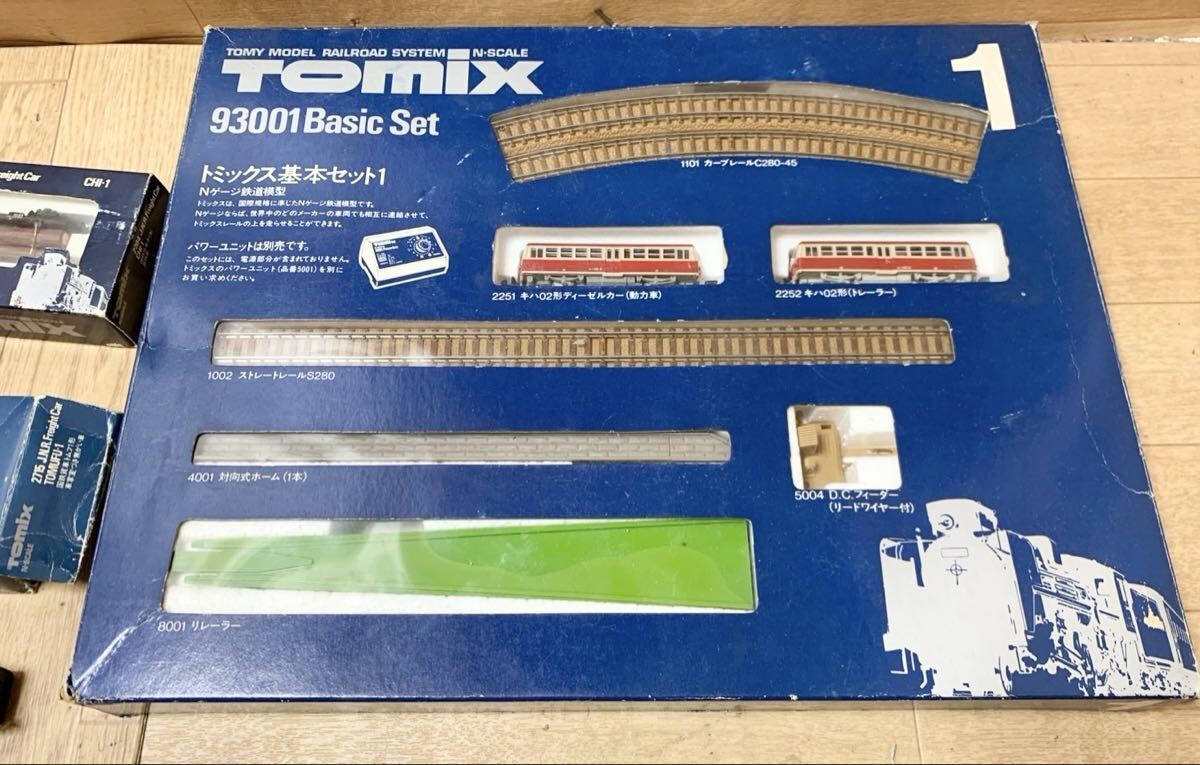 TOMY MODEL RAILROAD SYSTEM N・SCALE
TOMIX
93001 Basic Set
1
トミックス基本セット1
Nゲージ鉄道模型
トミックスは、国際規格に準じたNゲージ鉄道模型です。
Nゲージならば、世界中のどのメーカーの車両でも相互に連結させて、
トミックスレールの上を走らせることができます。
パワーユニットは別売です。
このセットには、電源部分が含まれておりません。
トミックスのパワーユニット(品番5001)を別に
お買い求めください。
1101 カーブレールC280-45
2251 キハ02形ディーゼルカー(動力車)
2252 キハ02形(トレーラー)
1002 ストレートレールS280
4001 対向式ホーム(1本)
5004 D.C.フィーダー
(リードワイヤー付)
8001 リレーラー
Freight Car
CHI-1
TOMIX
2715 J.N.R. Freight Car
TOMUFU-1
TOMIX
N-SCALE